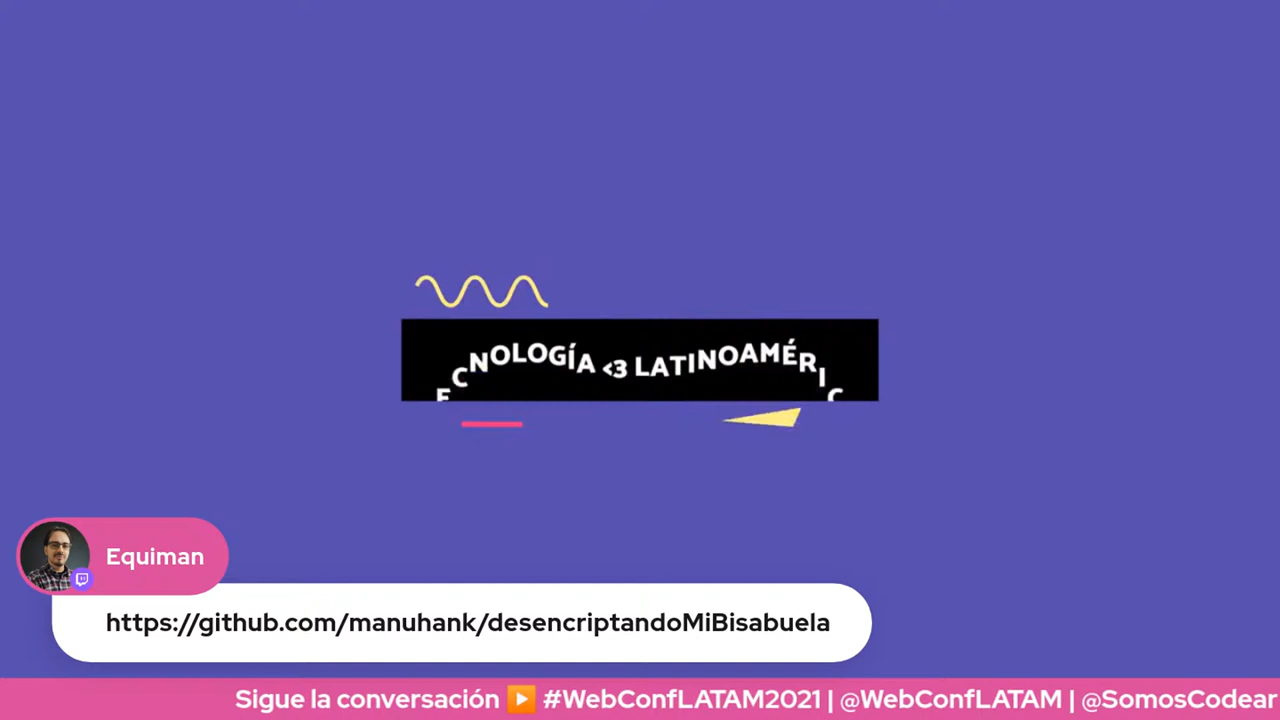 ECNOLOGÍA <3 LATINOAMÉRIC
Equiman
https://github.com/manuhank/desencriptandoMiBisabuela
Sigue la conversación ▶️ #WebConfLATAM2021 | @WebConfLATAM | @SomosCodear